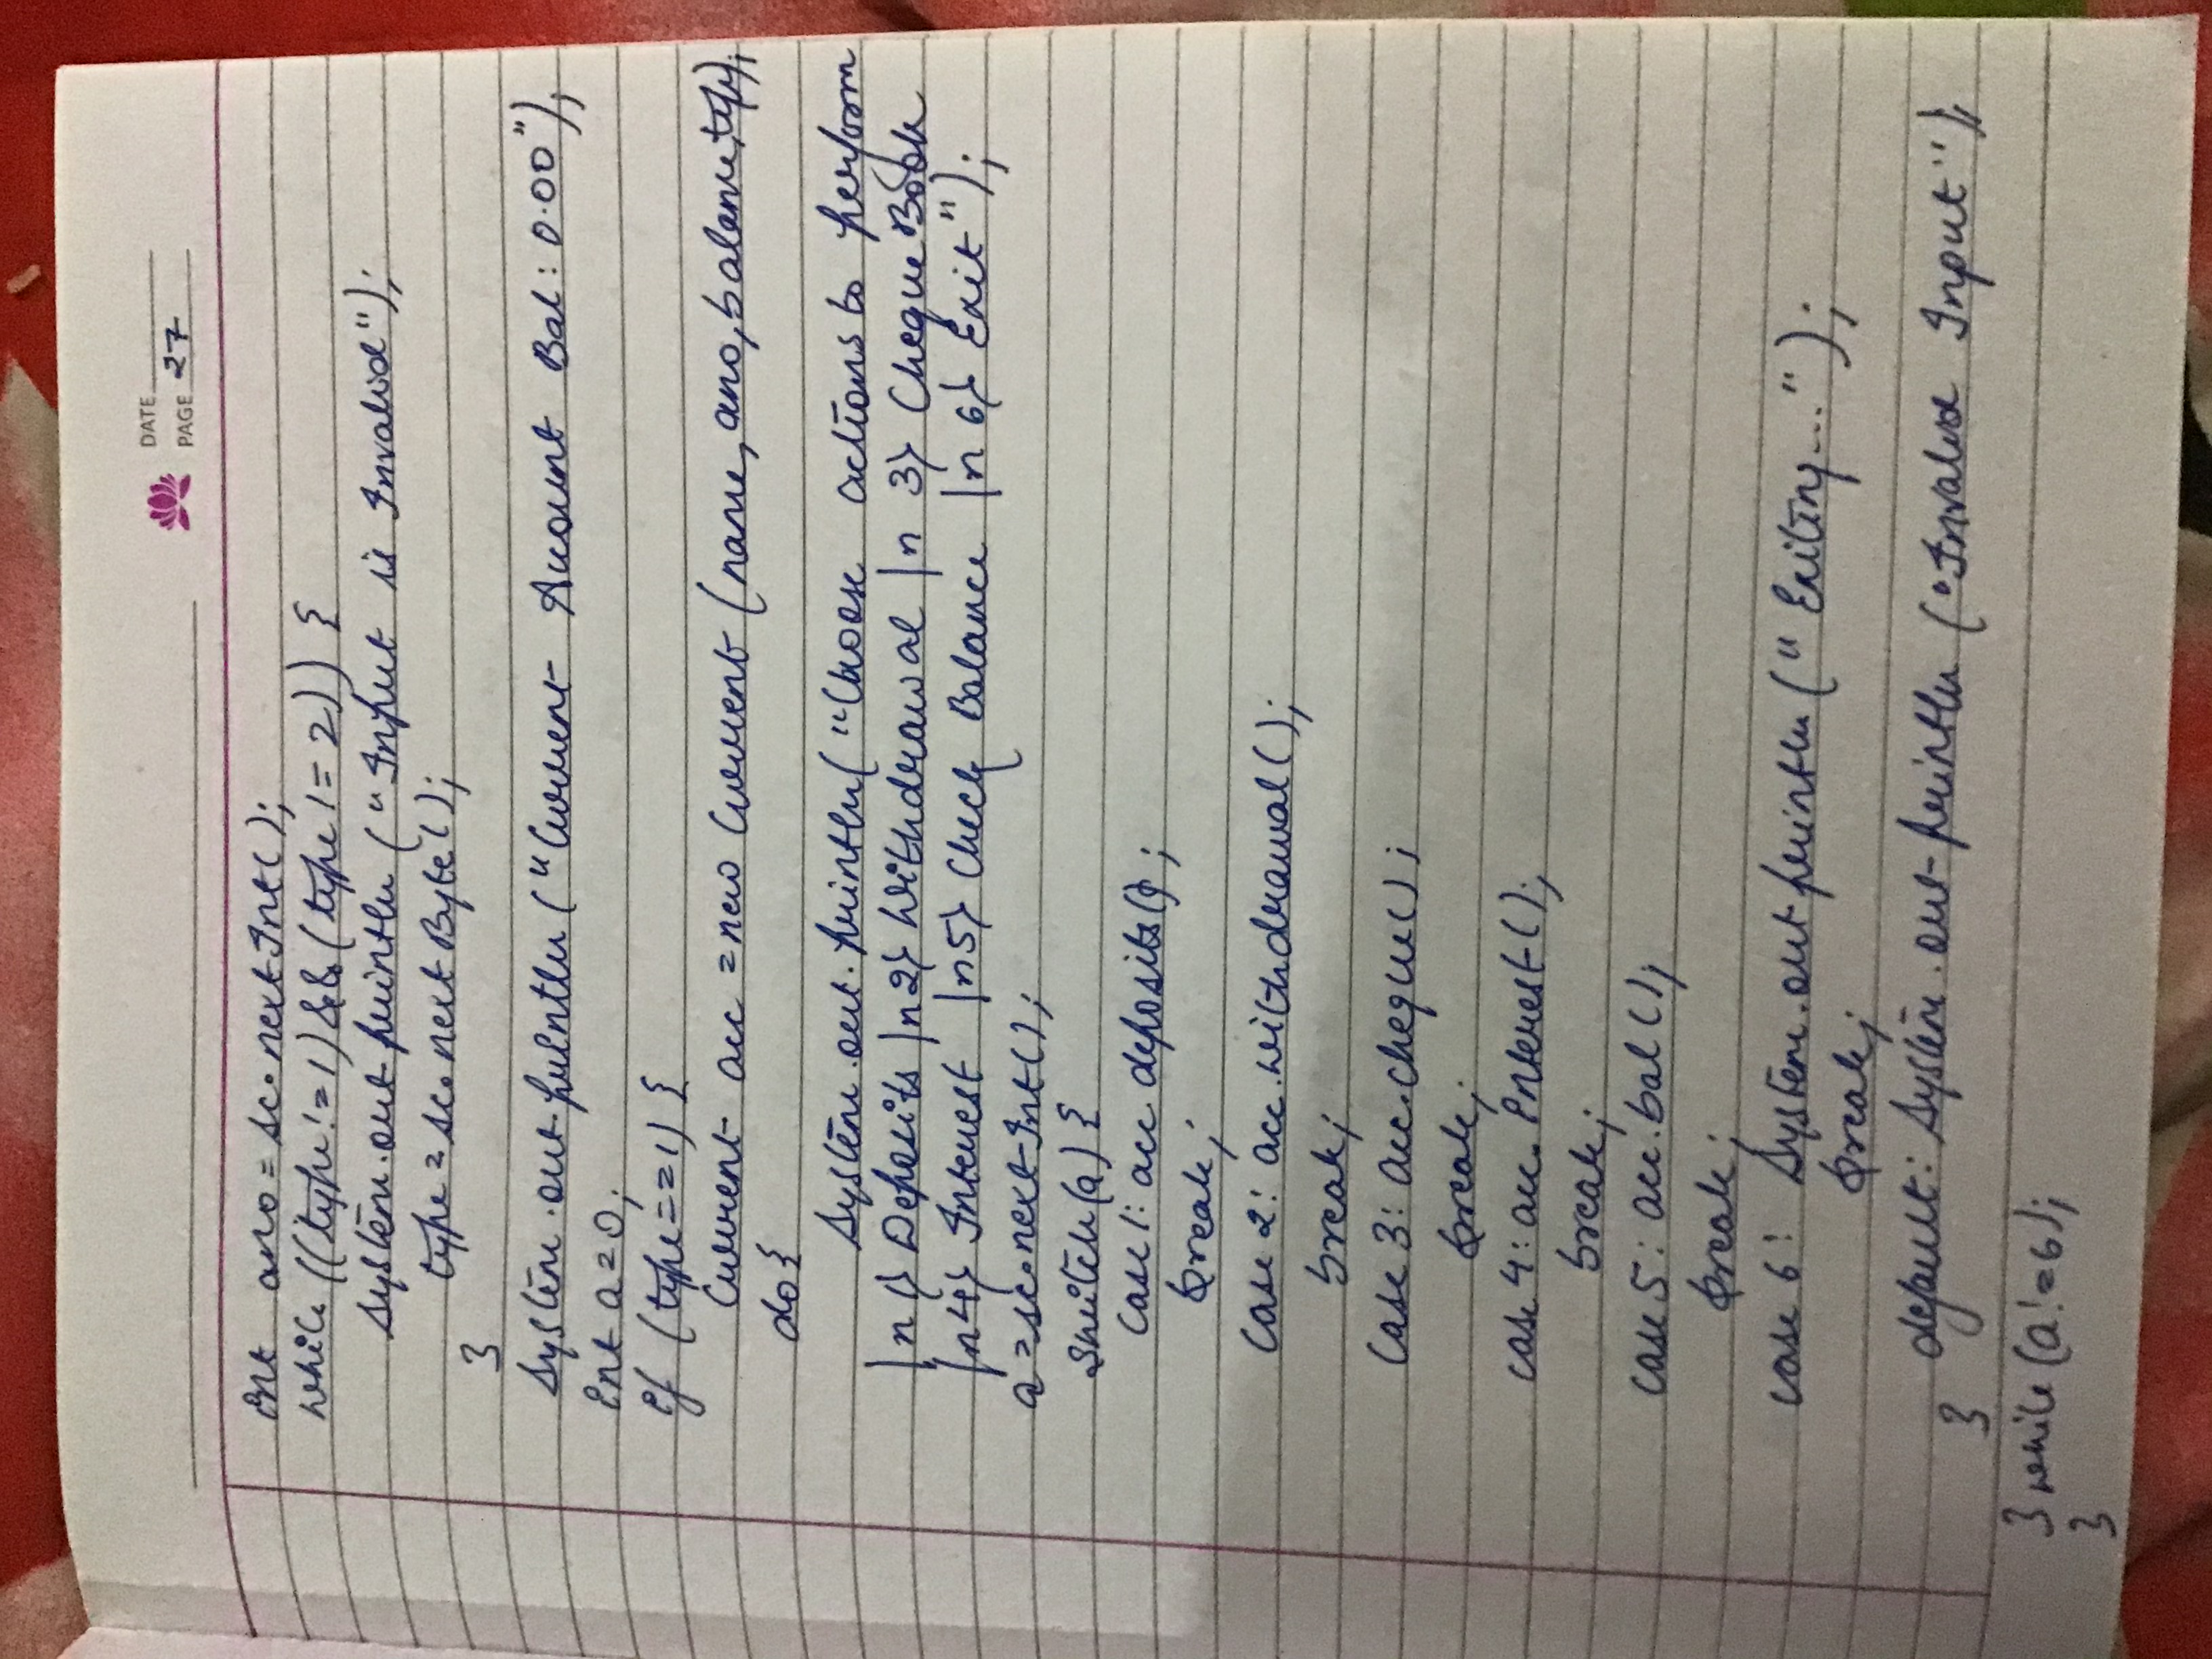 DATE
PAGE 27
int ano = sc.nextInt();
while ((type != 1) && (type != 2)) {
System.out.println ("Input is Invalid");
type = sc.nextByte();
}
System.out.println ("Current Account Bal: 0.00");
int a = 0;
if (type == 1) {
Current acc = new Current (name, ano, balance, type);
do {
System.out.println ("Choose actions to perform
\n 1> Deposits \n 2> Withdrawal \n 3> Cheque Book
\n 4> Interest \n 5> Check Balance \n 6> Exit");
a = sc.nextInt();
switch (a) {
case 1: acc.deposits();
break;
case 2: acc.withdrawal();
break;
case 3: acc.cheque();
break;
case 4: acc.interest();
break;
case 5: acc.bal();
break;
case 6: System.out.println (" Exiting...");
break;
default: System.out.println ("Invalid Input");
}
} while (a != 6);
}